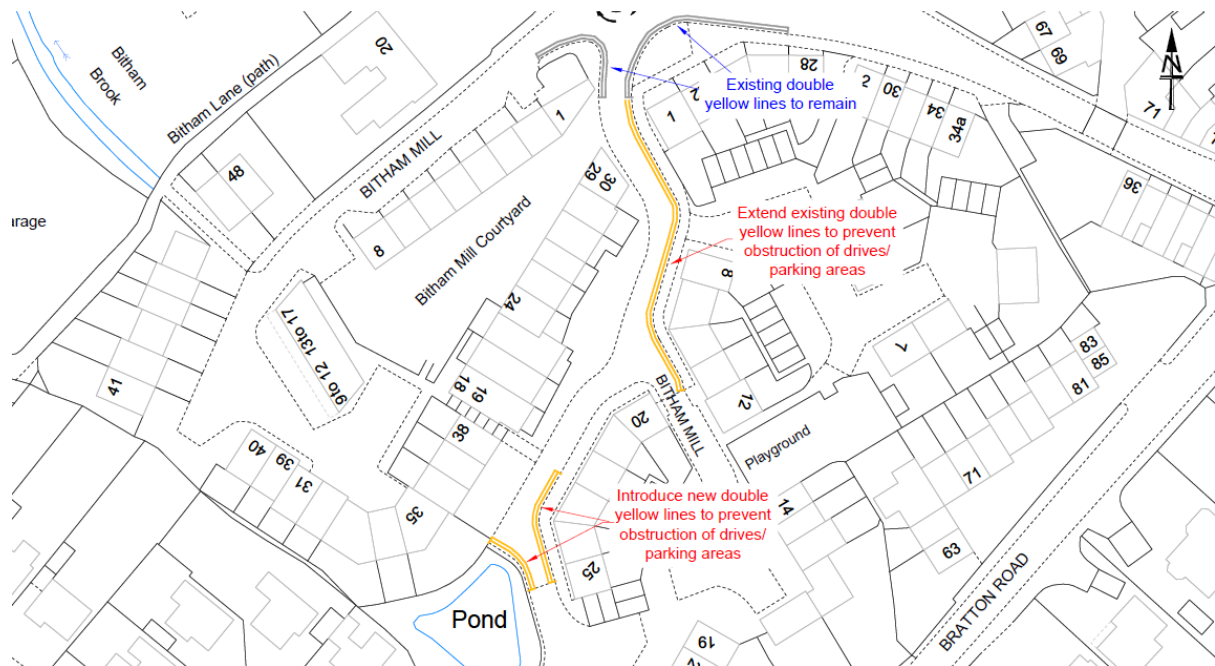 67
69
20
Bitham
Brook
Bitham Lane (path)
N
71
28
2
30
34
34a
Existing double
yellow lines to remain
1
2
1
48
BITHAM MILL
29
30
36
arage
8
Bitham Mill Courtyard
Extend existing double
yellow lines to prevent
obstruction of drives/
parking areas
8
24
9to 12 13to 17
7
83
85
81
41
18
19
BITHAM MILL
12
38
20
Playground
40
39
31
71
35
Introduce new double
yellow lines to prevent
obstruction of drives/
parking areas
14
63
25
BRATTON ROAD
Pond
19